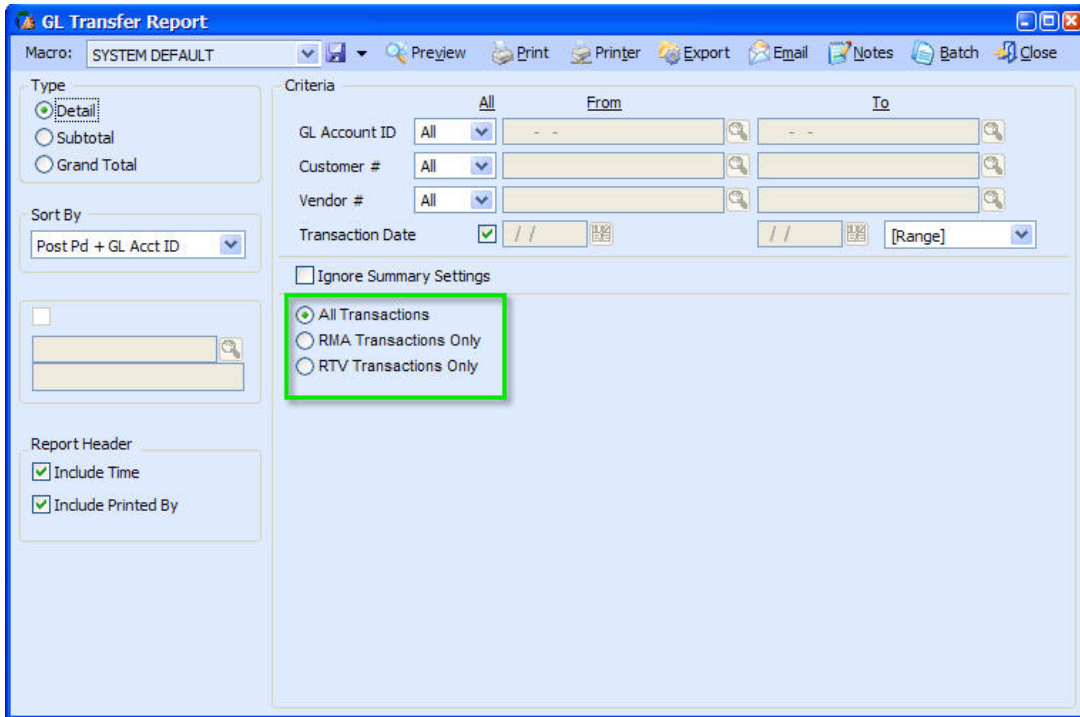 GL Transfer Report
Macro: SYSTEM DEFAULT Preview Print Printer Export Email Notes Batch Close
Type
Detail
Subtotal
Grand Total
Sort By
Post Pd + GL Acct ID
Report Header
Include Time
Include Printed By
Criteria
All From To
GL Account ID All - - - -
Customer # All
Vendor # All
Transaction Date / / / / [Range]
Ignore Summary Settings
All Transactions
RMA Transactions Only
RTV Transactions Only